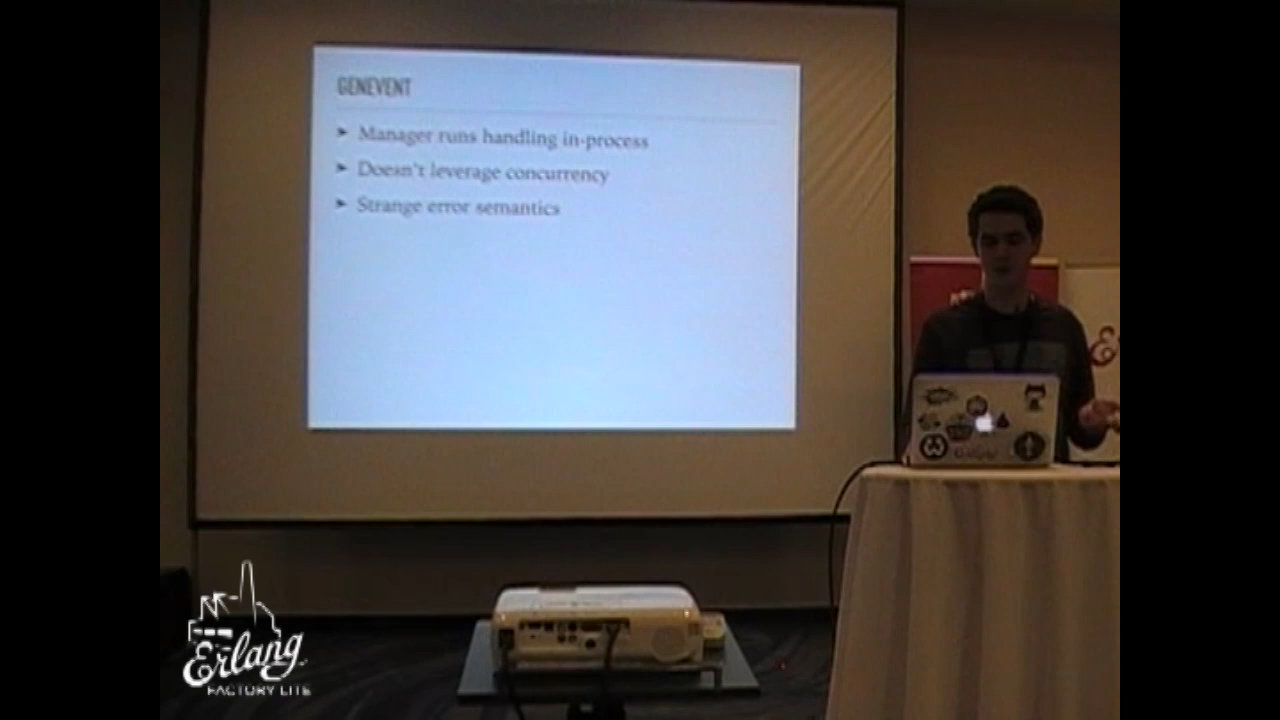 GENEVENT
➤ Manager runs handling in-process
➤ Doesn't leverage concurrency
➤ Strange error semantics
Erlang
FACTORY LITE